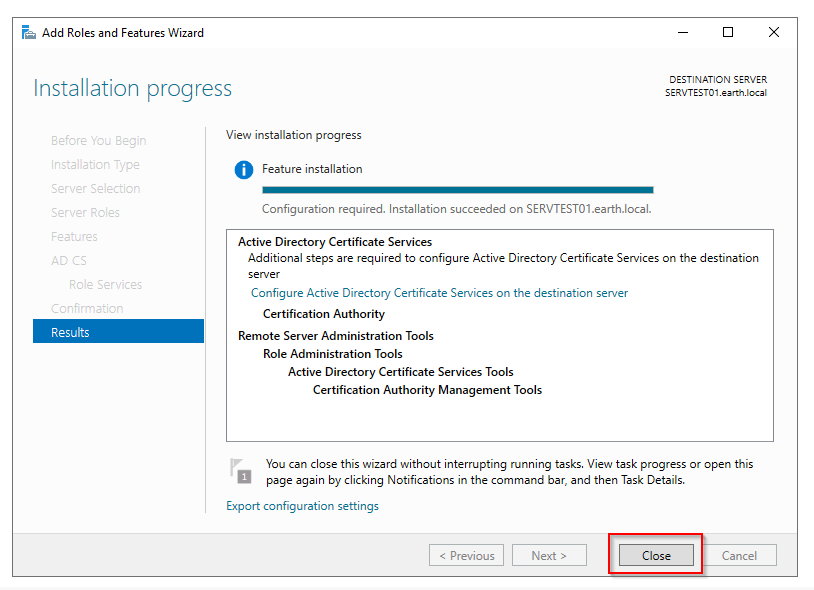 Add Roles and Features Wizard
Installation progress
DESTINATION SERVER
SERVTEST01.earth.local
Before You Begin
Installation Type
Server Selection
Server Roles
Features
AD CS
Role Services
Confirmation
Results
View installation progress
Feature installation
Configuration required. Installation succeeded on SERVTEST01.earth.local.
Active Directory Certificate Services
Additional steps are required to configure Active Directory Certificate Services on the destination
server
Configure Active Directory Certificate Services on the destination server
Certification Authority
Remote Server Administration Tools
Role Administration Tools
Active Directory Certificate Services Tools
Certification Authority Management Tools
1
You can close this wizard without interrupting running tasks. View task progress or open this
page again by clicking Notifications in the command bar, and then Task Details.
Export configuration settings
< Previous
Next >
Close
Cancel